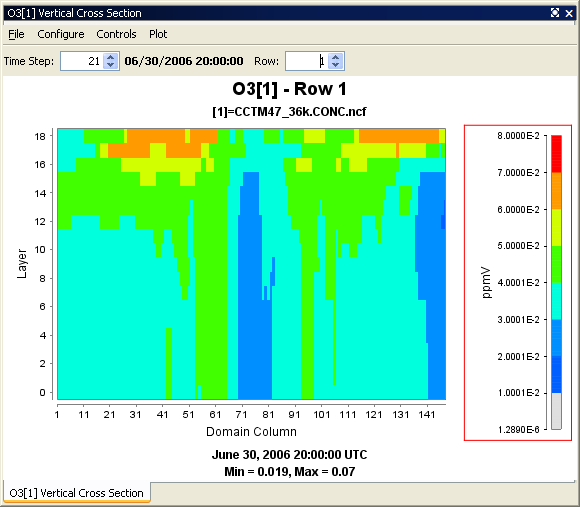 O3[1] Vertical Cross Section
File Configure Controls Plot
Time Step: 21 06/30/2006 20:00:00 Row: 1
O3[1] - Row 1
[1]=CCTM47_36k.CONC.ncf
18
16
14
12
10
8
6
4
2
0
Layer
1 11 21 31 41 51 61 71 81 91 101 111 121 131 141
Domain Column
8.0000E-2
7.0000E-2
6.0000E-2
5.0000E-2
4.0001E-2
3.0001E-2
2.0001E-2
1.0001E-2
1.2890E-6
ppmV
June 30, 2006 20:00:00 UTC
Min = 0.019, Max = 0.07
O3[1] Vertical Cross Section